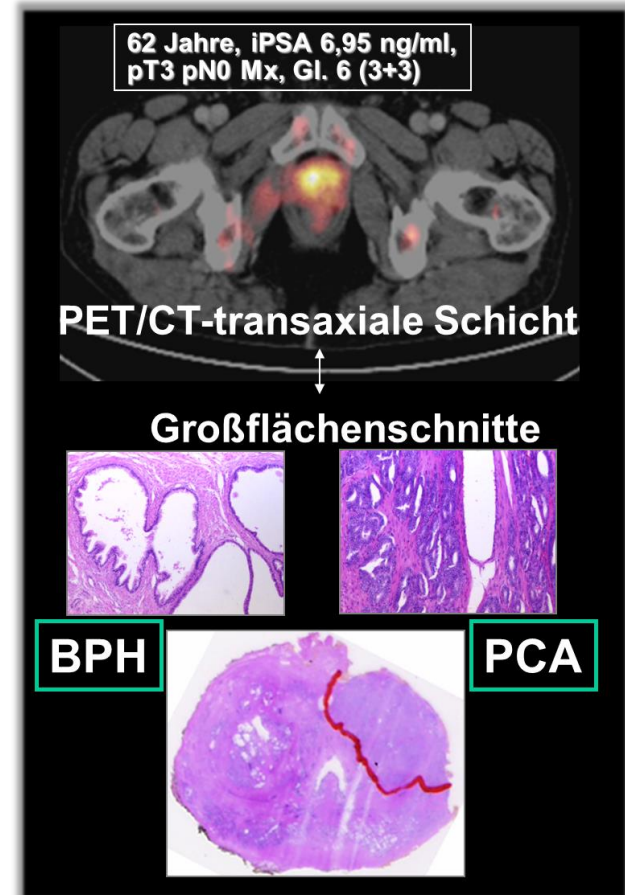 62 Jahre, iPSA 6,95 ng/ml,
pT3 pN0 Mx, Gl. 6 (3+3)
PET/CT-transaxiale Schicht
Großflächenschnitte
BPH
PCA